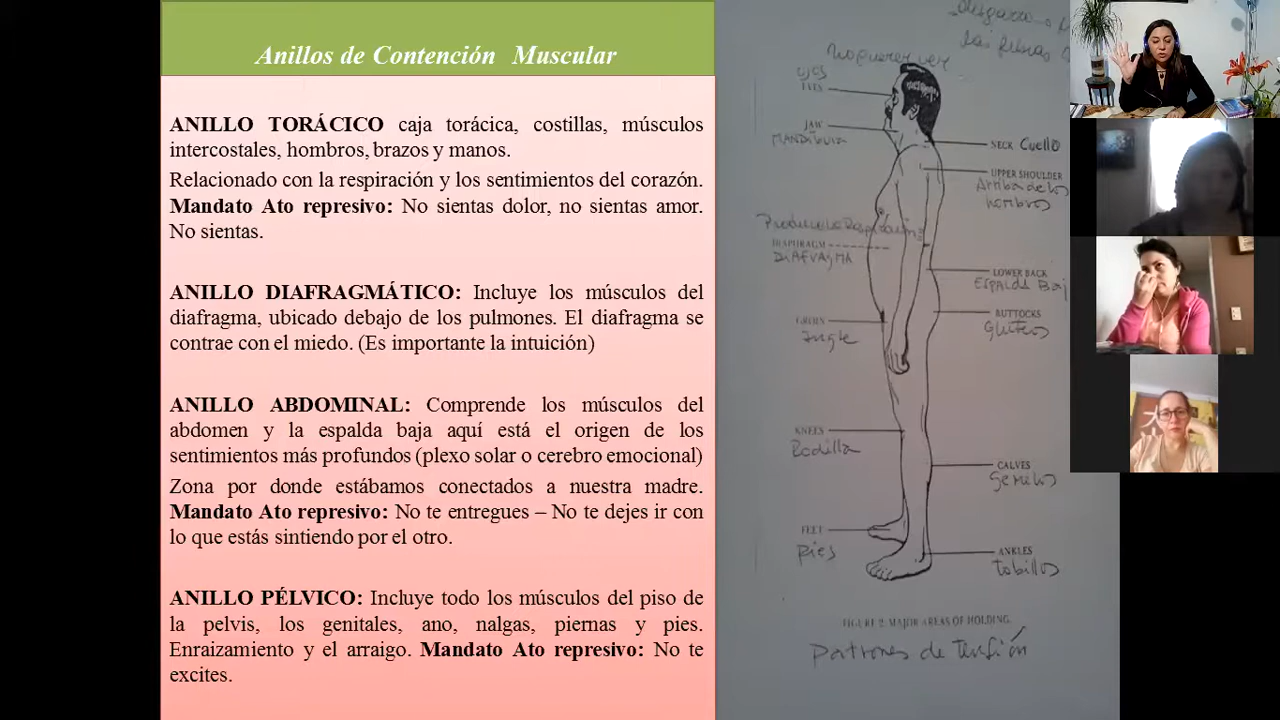 Anillos de Contención Muscular
ANILLO TORÁCICO caja torácica, costillas, músculos
intercostales, hombros, brazos y manos.
Relacionado con la respiración y los sentimientos del corazón.
Mandato Ato represivo: No sientas dolor, no sientas amor.
No sientas.
ANILLO DIAFRAGMÁTICO: Incluye los músculos del
diafragma, ubicado debajo de los pulmones. El diafragma se
contrae con el miedo. (Es importante la intuición)
ANILLO ABDOMINAL: Comprende los músculos del
abdomen y la espalda baja aquí está el origen de los
sentimientos más profundos (plexo solar o cerebro emocional)
Zona por donde estábamos conectados a nuestra madre.
Mandato Ato represivo: No te entregues – No te dejes ir con
lo que estás sintiendo por el otro.
ANILLO PÉLVICO: Incluye todo los músculos del piso de
la pelvis, los genitales, ano, nalgas, piernas y pies.
Enraizamiento y el arraigo. Mandato Ato represivo: No te
excites.
No querer ver
OJOS
EYES
JAW
MANDIBULA
NECK Cuello
UPPER SHOULDER
Arriba de los
hombros
DIAPHRAGM
DIAFRAGMA
LOWER BACK
ESPALDA Baj
GROIN
Ingle
BUTTOCKS
Glúteos
KNEES
Rodilla
CALVES
Gemelos
FEET
Pies
ANKLES
tobillos
FIGURE 2. MAJOR AREAS OF HOLDING.
Patrones de Tensión